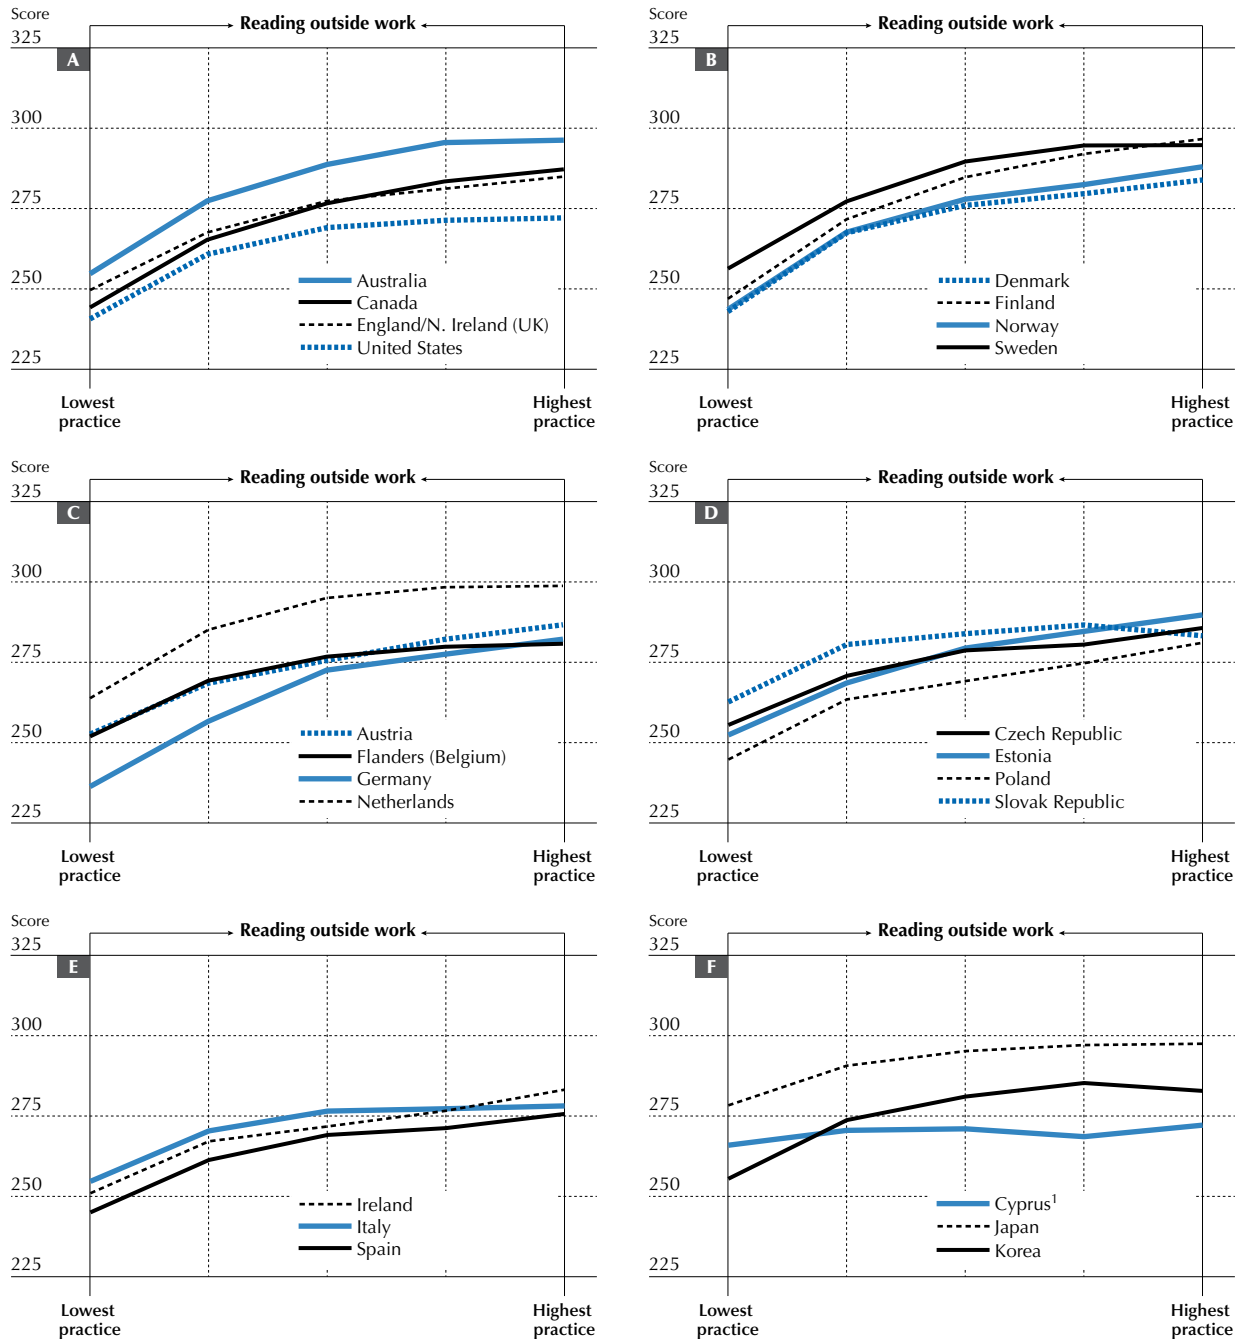 Score
Reading outside work
325
A
300
275
250
225
Australia
Canada
England/N. Ireland (UK)
United States
Lowest
practice
Highest
practice
Score
Reading outside work
325
B
300
275
250
225
Denmark
Finland
Norway
Sweden
Lowest
practice
Highest
practice
Score
Reading outside work
325
C
300
275
250
225
Austria
Flanders (Belgium)
Germany
Netherlands
Lowest
practice
Highest
practice
Score
Reading outside work
325
D
300
275
250
225
Czech Republic
Estonia
Poland
Slovak Republic
Lowest
practice
Highest
practice
Score
Reading outside work
325
E
300
275
250
225
Ireland
Italy
Spain
Lowest
practice
Highest
practice
Score
Reading outside work
325
F
300
275
250
225
Cyprus¹
Japan
Korea
Lowest
practice
Highest
practice